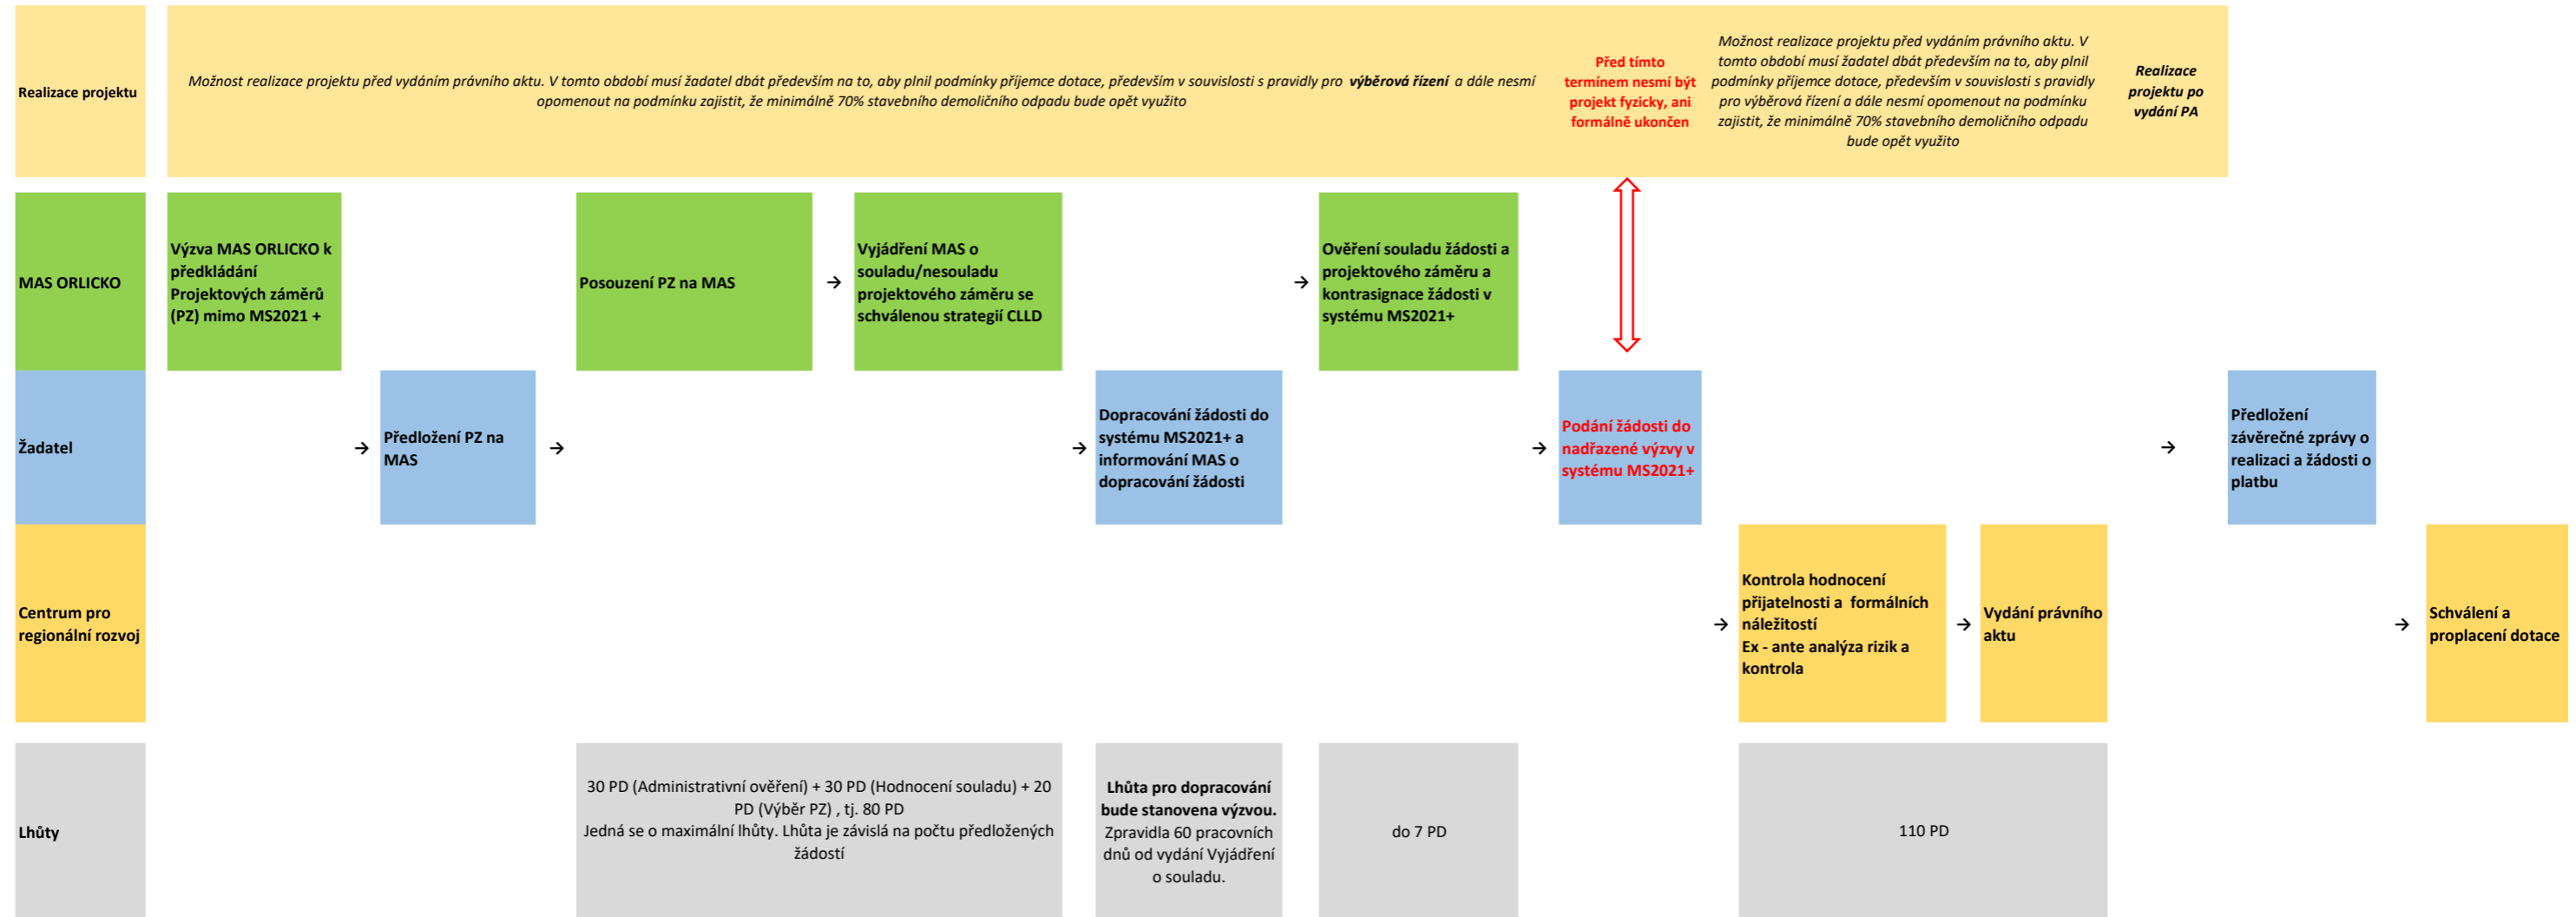 Realizace projektu
Možnost realizace projektu před vydáním právního aktu. V tomto období musí žadatel dbát především na to, aby plnil podmínky příjemce dotace, především v souvislosti s pravidly pro výběrová řízení a dále nesmí
opomenout na podmínku zajistit, že minimálně 70% stavebního demoličního odpadu bude opět využito
Před tímto
termínem nesmí být
projekt fyzicky, ani
formálně ukončen
Možnost realizace projektu před vydáním právního aktu. V
tomto období musí žadatel dbát především na to, aby plnil
podmínky příjemce dotace, především v souvislosti s pravidly
pro výběrová řízení a dále nesmí opomenout na podmínku
zajistit, že minimálně 70% stavebního demoličního odpadu
bude opět využito
Realizace
projektu po
vydání PA
MAS ORLICKO
Výzva MAS ORLICKO k
předkládání
Projektových záměrů
(PZ) mimo MS2021 +
Posouzení PZ na MAS
→
Vyjádření MAS o
souladu/nesouladu
projektového záměru se
schválenou strategií CLLD
→
Ověření souladu žádosti a
projektového záměru a
kontrasignace žádosti v
systému MS2021+
Žadatel
→
Předložení PZ na
MAS
→
→
Dopracování žádosti do
systému MS2021+ a
informování MAS o
dopracování žádosti
→
Podání žádosti do
nadřazené výzvy v
systému MS2021+
→
Předložení
závěrečné zprávy o
realizaci a žádosti o
platbu
Centrum pro
regionální rozvoj
→
Kontrola hodnocení
přijatelnosti a  formálních
náležitostí
Ex - ante analýza rizik a
kontrola
→
Vydání právního
aktu
→
Schválení a
proplacení dotace
Lhůty
30 PD (Administrativní ověření) + 30 PD (Hodnocení souladu) + 20
PD (Výběr PZ) , tj. 80 PD
Jedná se o maximální lhůty. Lhůta je závislá na počtu předložených
žádostí
Lhůta pro dopracování
bude stanovena výzvou.
Zpravidla 60 pracovních
dnů od vydání Vyjádření
o souladu.
do 7 PD
110 PD